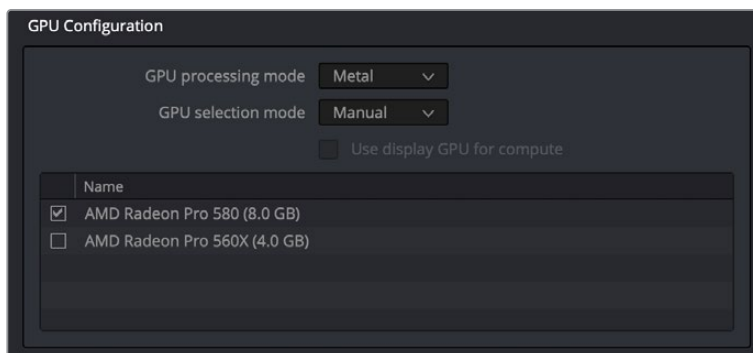 GPU Configuration
GPU processing mode Metal
GPU selection mode Manual
Use display GPU for compute
Name
AMD Radeon Pro 580 (8.0 GB)
AMD Radeon Pro 560X (4.0 GB)